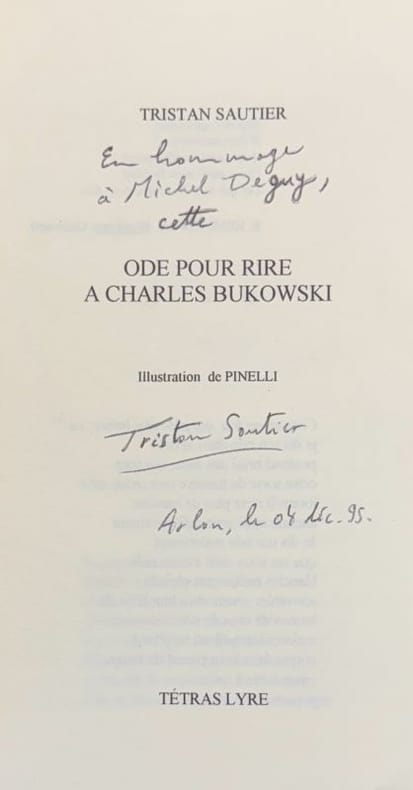 TRISTAN SAUTIER
En hommage
à Michel Deguy,
cette
ODE POUR RIRE
A CHARLES BUKOWSKI
Illustration de PINELLI
Tristan Sautier
Arlon, le 04 déc. 95.
TÉTRAS LYRE